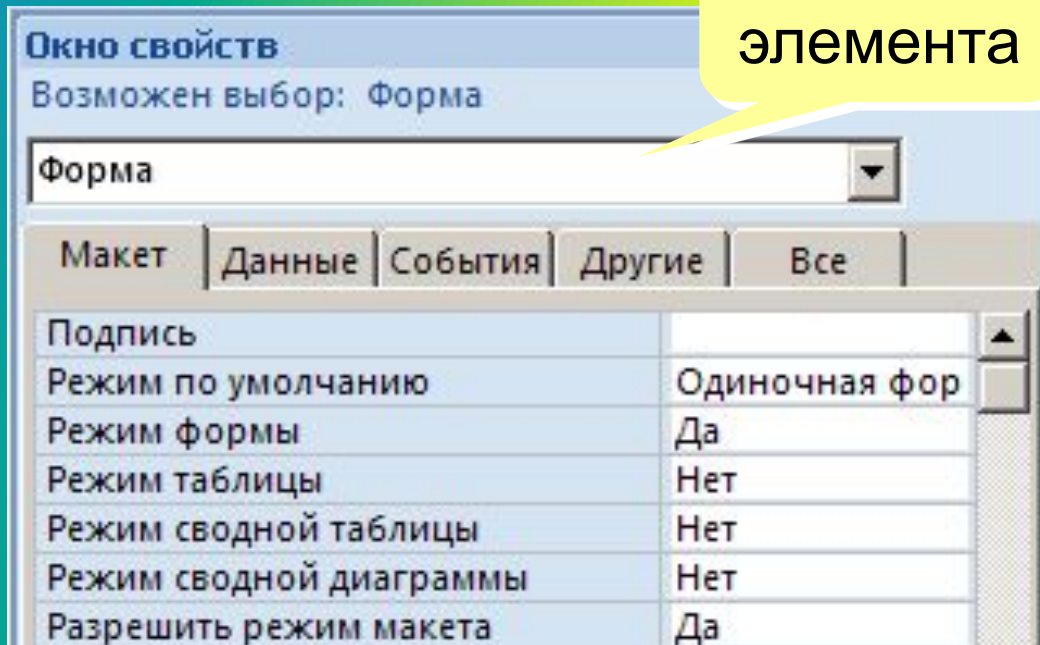 элемента
Окно свойств
Возможен выбор: Форма
Форма
Макет Данные События Другие Все
Подпись
Режим по умолчанию Одиночная фор
Режим формы Да
Режим таблицы Нет
Режим сводной таблицы Нет
Режим сводной диаграммы Нет
Разрешить режим макета Да